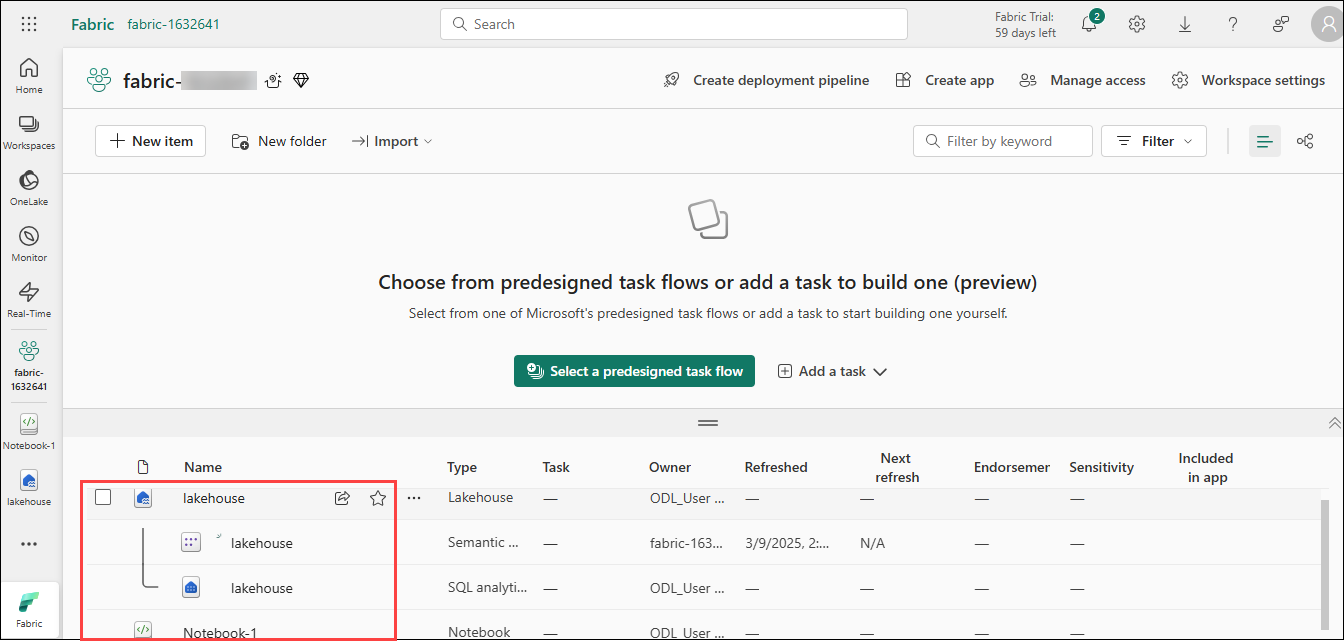 Fabric fabric-1632641
Search
Fabric Trial:
59 days left
2
Home
Workspaces
OneLake
Monitor
Real-Time
fabric-
1632641
Notebook-1
lakehouse
Fabric
fabric-
Create deployment pipeline
Create app
Manage access
Workspace settings
New item
New folder
Import
Filter by keyword
Filter
Choose from predesigned task flows or add a task to build one (preview)
Select from one of Microsoft's predesigned task flows or add a task to start building one yourself.
Select a predesigned task flow
Add a task
Name Type Task Owner Refreshed Next refresh Endorsemer Sensitivity Included in app
lakehouse ... Lakehouse — ODL_User ... — — — —
lakehouse Semantic ... — fabric-163... 3/9/2025, 2:... N/A — —
lakehouse SQL analyti... — ODL_User ... — — — —
Notebook-1 Notebook — ODL_User ... — — — —